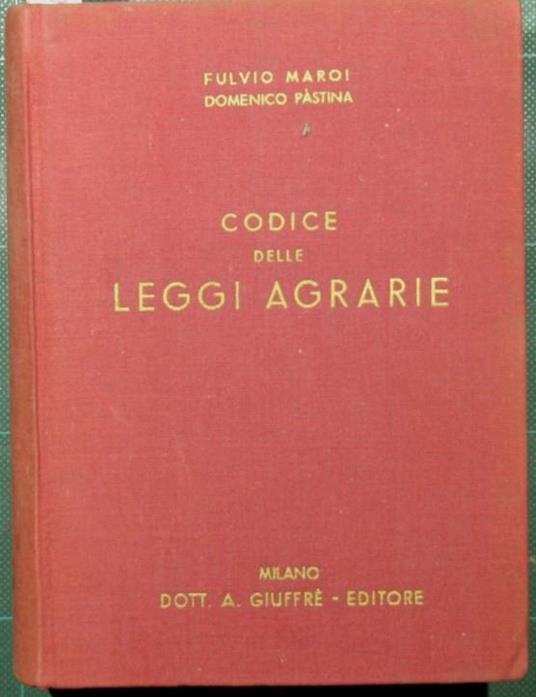 FULVIO MAROI
DOMENICO PÀSTINA
CODICE
DELLE
LEGGI AGRARIE
MILANO
DOTT. A. GIUFFRÈ - EDITORE